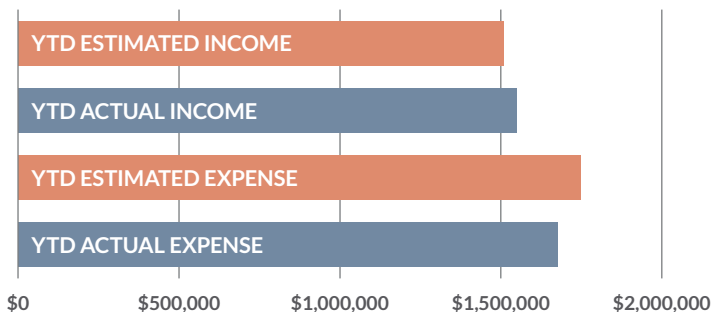 YTD ESTIMATED INCOME
YTD ACTUAL INCOME
YTD ESTIMATED EXPENSE
YTD ACTUAL EXPENSE
$0 $500,000 $1,000,000 $1,500,000 $2,000,000